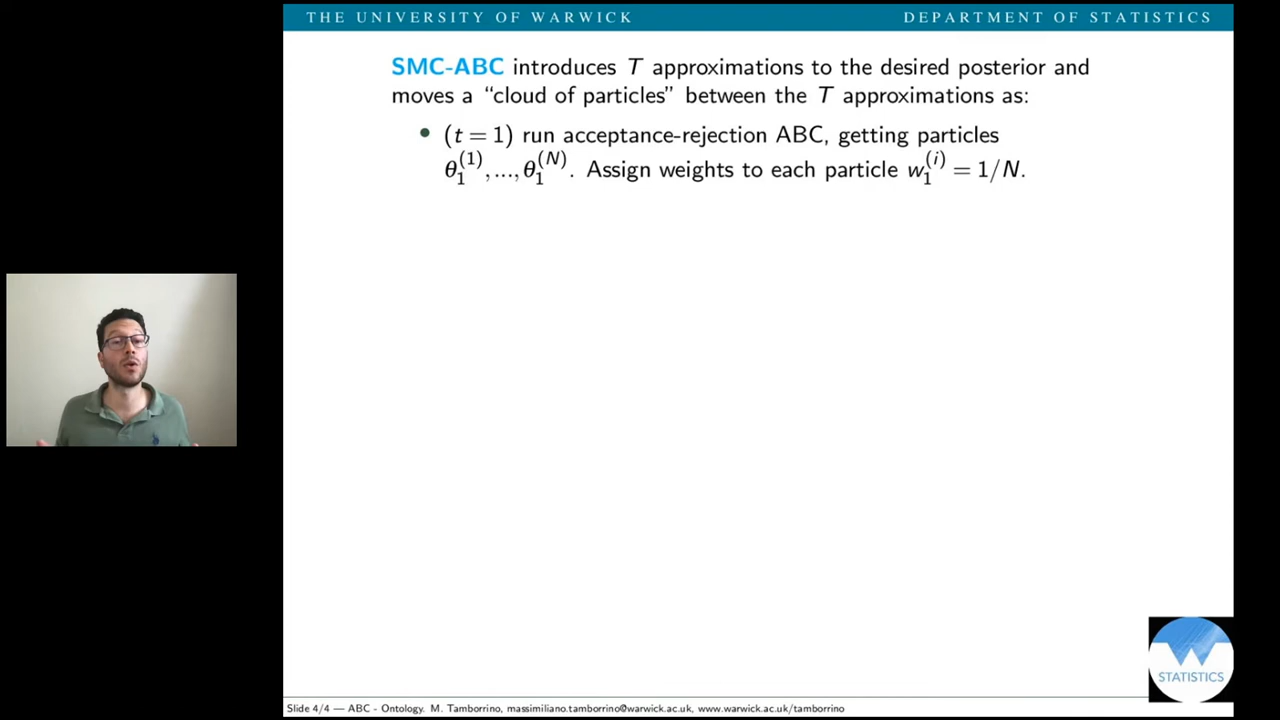 THE UNIVERSITY OF WARWICK DEPARTMENT OF STATISTICS
SMC-ABC introduces T approximations to the desired posterior and
moves a “cloud of particles” between the T approximations as:
• (t = 1) run acceptance-rejection ABC, getting particles
θ₁⁽¹⁾, ..., θ₁⁽ᴺ⁾. Assign weights to each particle w₁⁽ⁱ⁾ = 1/N.
STATISTICS
Slide 4/4 — ABC - Ontology. M. Tamborrino, massimiliano.tamborrino@warwick.ac.uk, www.warwick.ac.uk/tamborrino